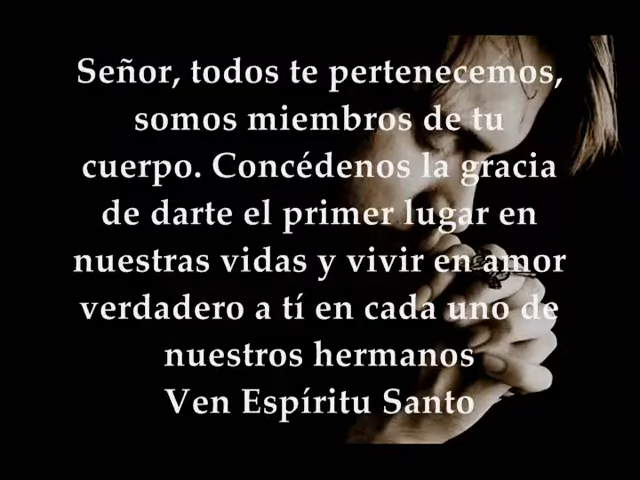 Señor, todos te pertenecemos,
somos miembros de tu
cuerpo. Concédenos la gracia
de darte el primer lugar en
nuestras vidas y vivir en amor
verdadero a tí en cada uno de
nuestros hermanos
Ven Espíritu Santo